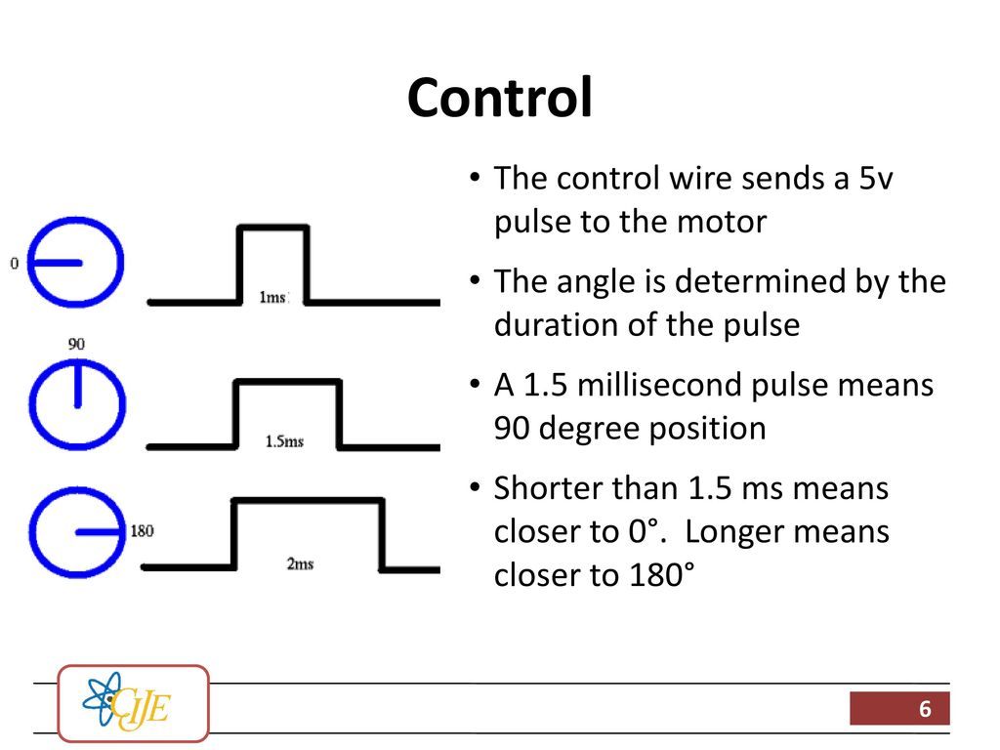 Control
• The control wire sends a 5v
pulse to the motor
• The angle is determined by the
duration of the pulse
• A 1.5 millisecond pulse means
90 degree position
• Shorter than 1.5 ms means
closer to 0°.  Longer means
closer to 180°
0
1ms
90
1.5ms
180
2ms
CIJE
6